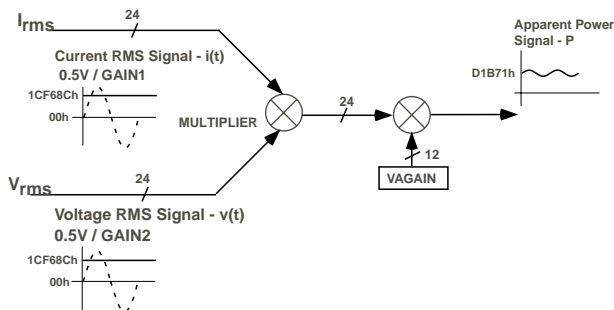 Irms
24
Current RMS Signal - i(t)
0.5V / GAIN1
1CF68Ch
00h
MULTIPLIER
24
VAGAIN
12
Apparent Power
Signal - P
D1B71h
Vrms
24
Voltage RMS Signal - v(t)
0.5V / GAIN2
1CF68Ch
00h